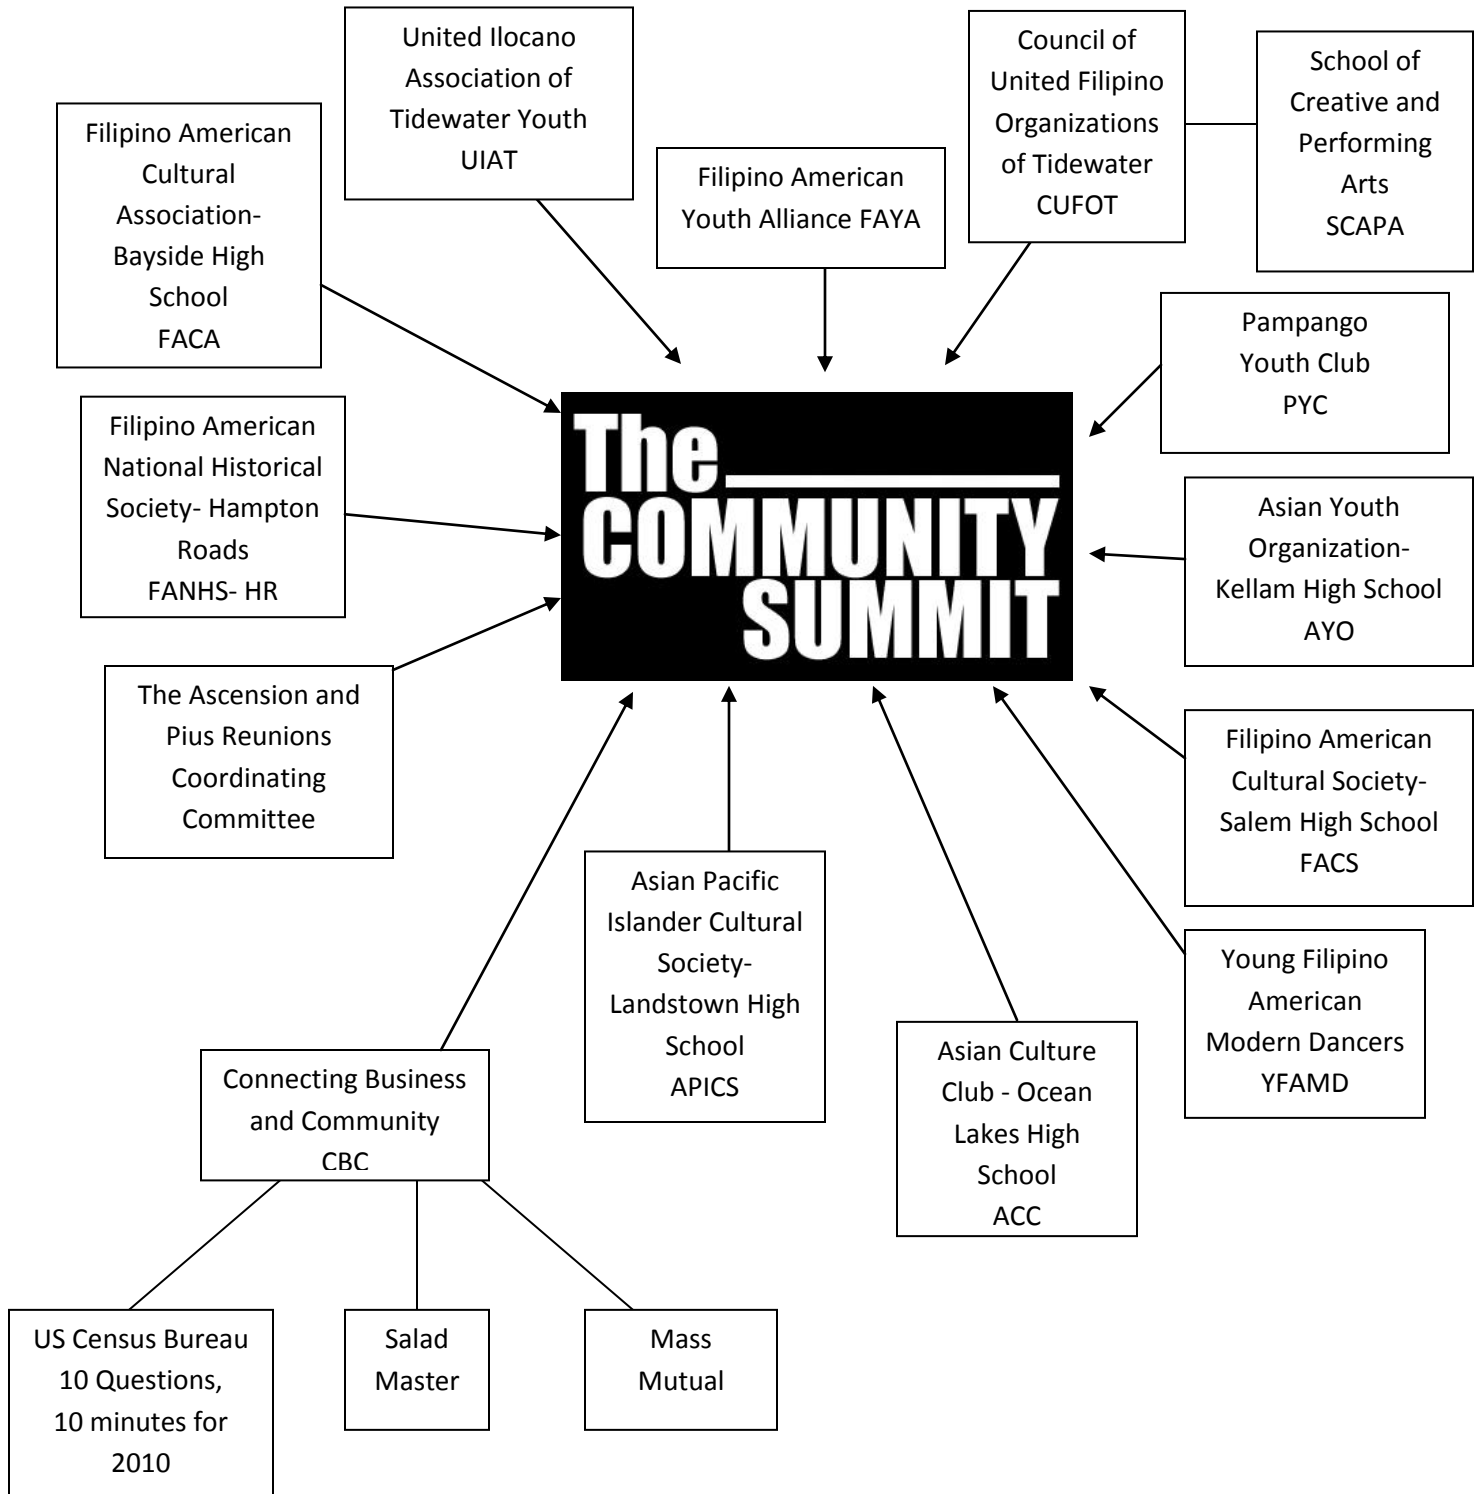 United Ilocano
Association of
Tidewater Youth
UIAT
Council of
United Filipino
Organizations
of Tidewater
CUFOT
School of
Creative and
Performing
Arts
SCAPA
Filipino American
Cultural
Association-
Bayside High
School
FACA
Filipino American
Youth Alliance FAYA
Pampango
Youth Club
PYC
Filipino American
National Historical
Society- Hampton
Roads
FANHS- HR
The
COMMUNITY
SUMMIT
Asian Youth
Organization-
Kellam High School
AYO
The Ascension and
Pius Reunions
Coordinating
Committee
Filipino American
Cultural Society-
Salem High School
FACS
Asian Pacific
Islander Cultural
Society-
Landstown High
School
APICS
Young Filipino
American
Modern Dancers
YFAMD
Asian Culture
Club - Ocean
Lakes High
School
ACC
Connecting Business
and Community
CBC
US Census Bureau
10 Questions,
10 minutes for
2010
Salad
Master
Mass
Mutual